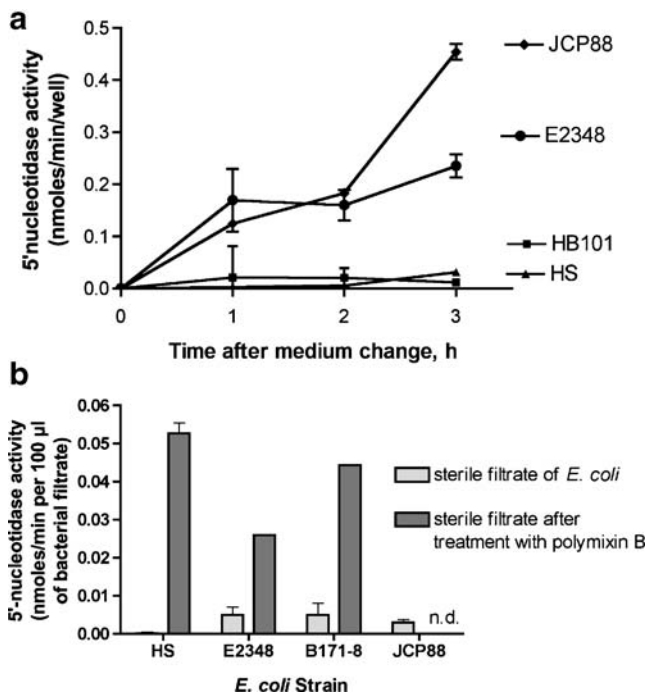 a
5'nucleotidase activity
(nmoles/min/well)
0.5
0.4
0.3
0.2
0.1
0.0
0
1
2
3
Time after medium change, h
JCP88
E2348
HB101
HS
b
5'-nucleotidase activity
(nmoles/min per 100 µl
of bacterial filtrate)
0.06
0.05
0.04
0.03
0.02
0.01
0.00
n.d.
HS
E2348
B171-8
JCP88
E. coli Strain
sterile filtrate of E. coli
sterile filtrate after
treatment with polymixin B